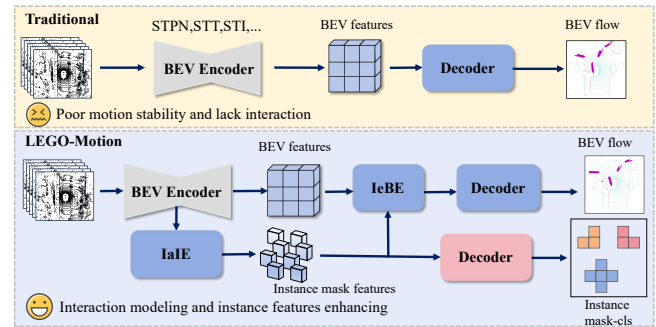 Traditional
STPN,STT,STI,...
BEV features
BEV flow
BEV Encoder
Decoder
Poor motion stability and lack interaction
LEGO-Motion
BEV features
BEV flow
BEV Encoder
IeBE
Decoder
IaIE
Decoder
Instance mask features
Interaction modeling and instance features enhancing
Instance
mask-cls